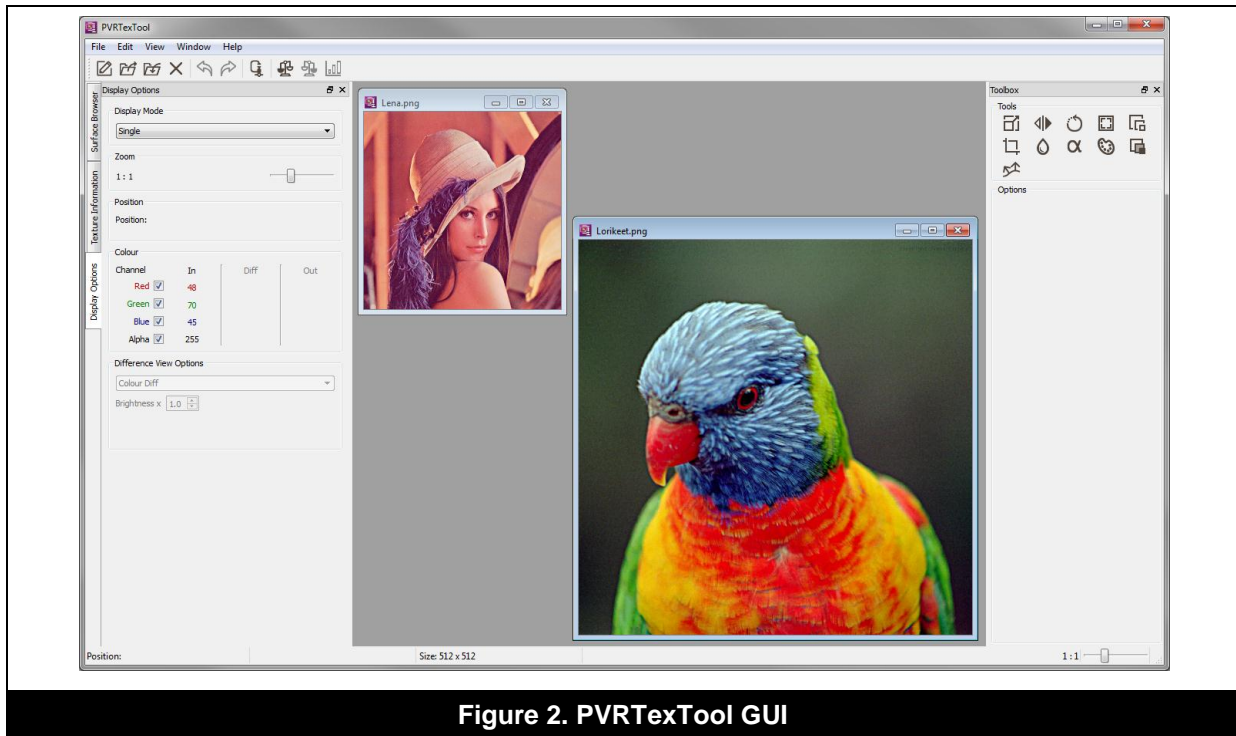 PVRTexTool
File Edit View Window Help
Surface Browser
Texture Information
Display Options
Display Options
Display Mode
Single
Zoom
1 : 1
Position
Position:
Colour
Channel In Diff Out
Red 48
Green 70
Blue 45
Alpha 255
Difference View Options
Colour Diff
Brightness x 1.0
Lena.png
Lorikeet.png
Toolbox
Tools
α
Options
Position:
Size: 512 x 512
1 : 1
Figure 2. PVRTexTool GUI